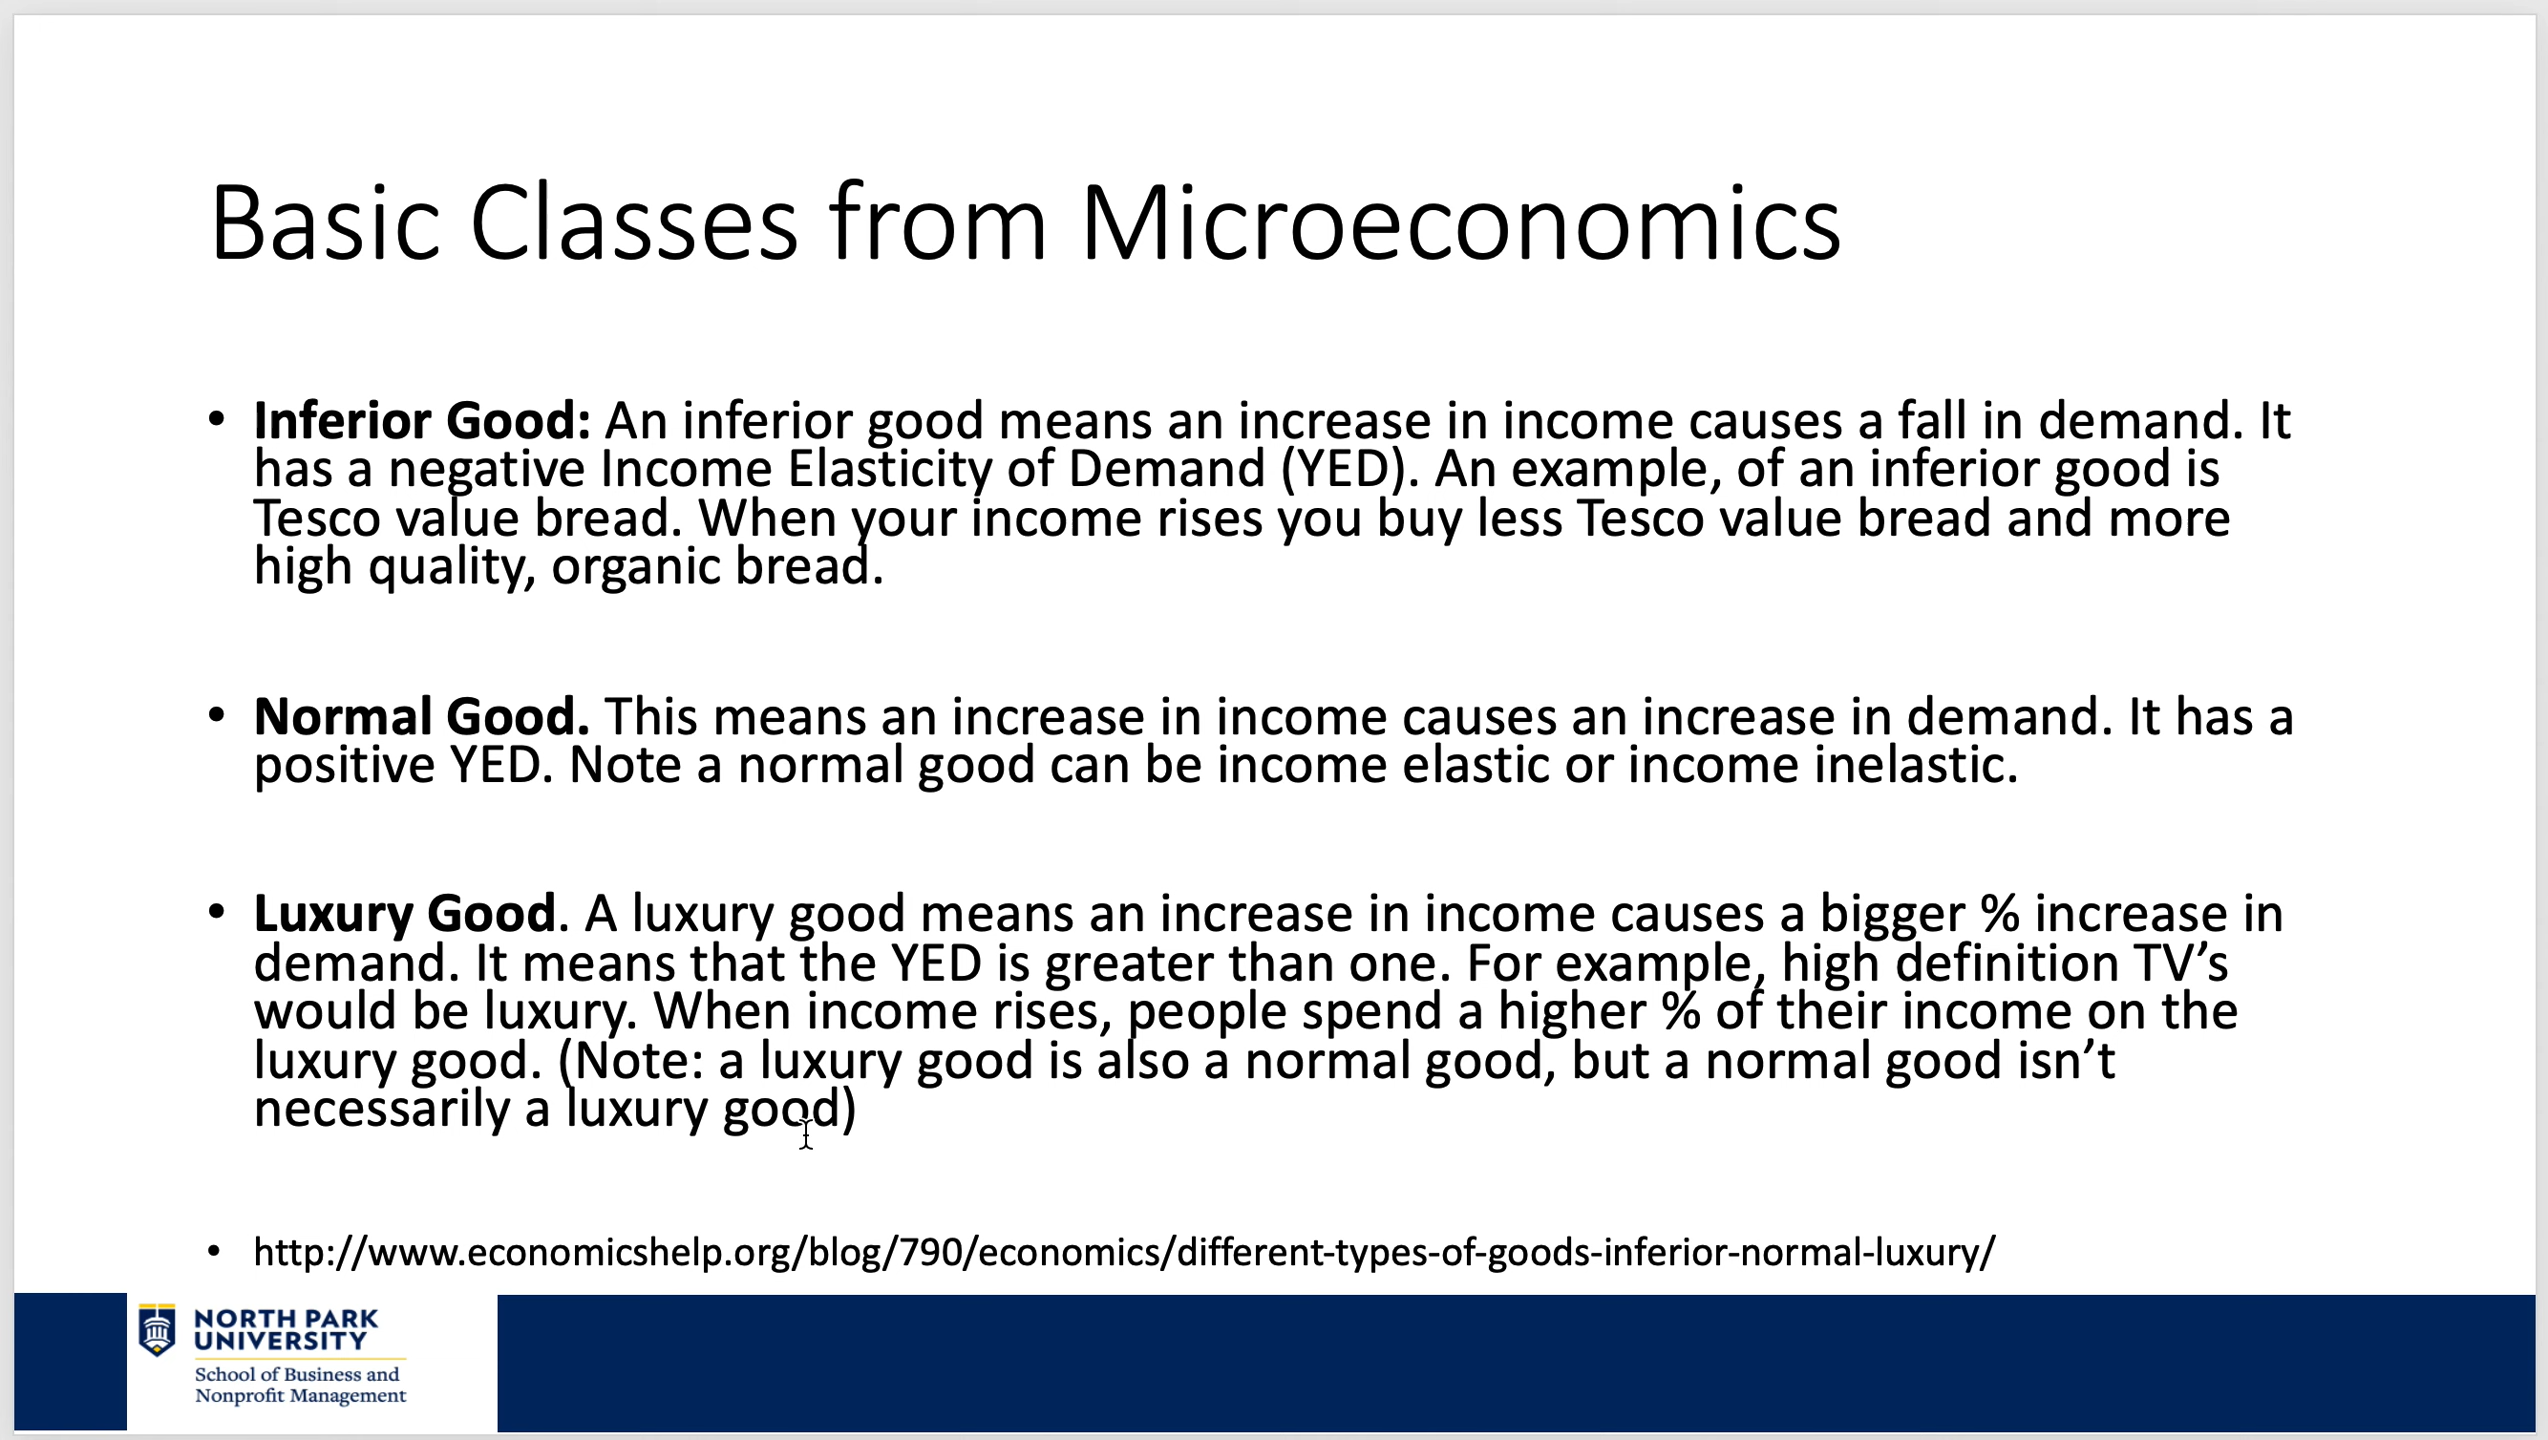 Basic Classes from Microeconomics
• Inferior Good: An inferior good means an increase in income causes a fall in demand. It
has a negative Income Elasticity of Demand (YED). An example, of an inferior good is
Tesco value bread. When your income rises you buy less Tesco value bread and more
high quality, organic bread.
• Normal Good. This means an increase in income causes an increase in demand. It has a
positive YED. Note a normal good can be income elastic or income inelastic.
• Luxury Good. A luxury good means an increase in income causes a bigger % increase in
demand. It means that the YED is greater than one. For example, high definition TV’s
would be luxury. When income rises, people spend a higher % of their income on the
luxury good. (Note: a luxury good is also a normal good, but a normal good isn’t
necessarily a luxury good)
• http://www.economicshelp.org/blog/790/economics/different-types-of-goods-inferior-normal-luxury/
NORTH PARK
UNIVERSITY
School of Business and
Nonprofit Management